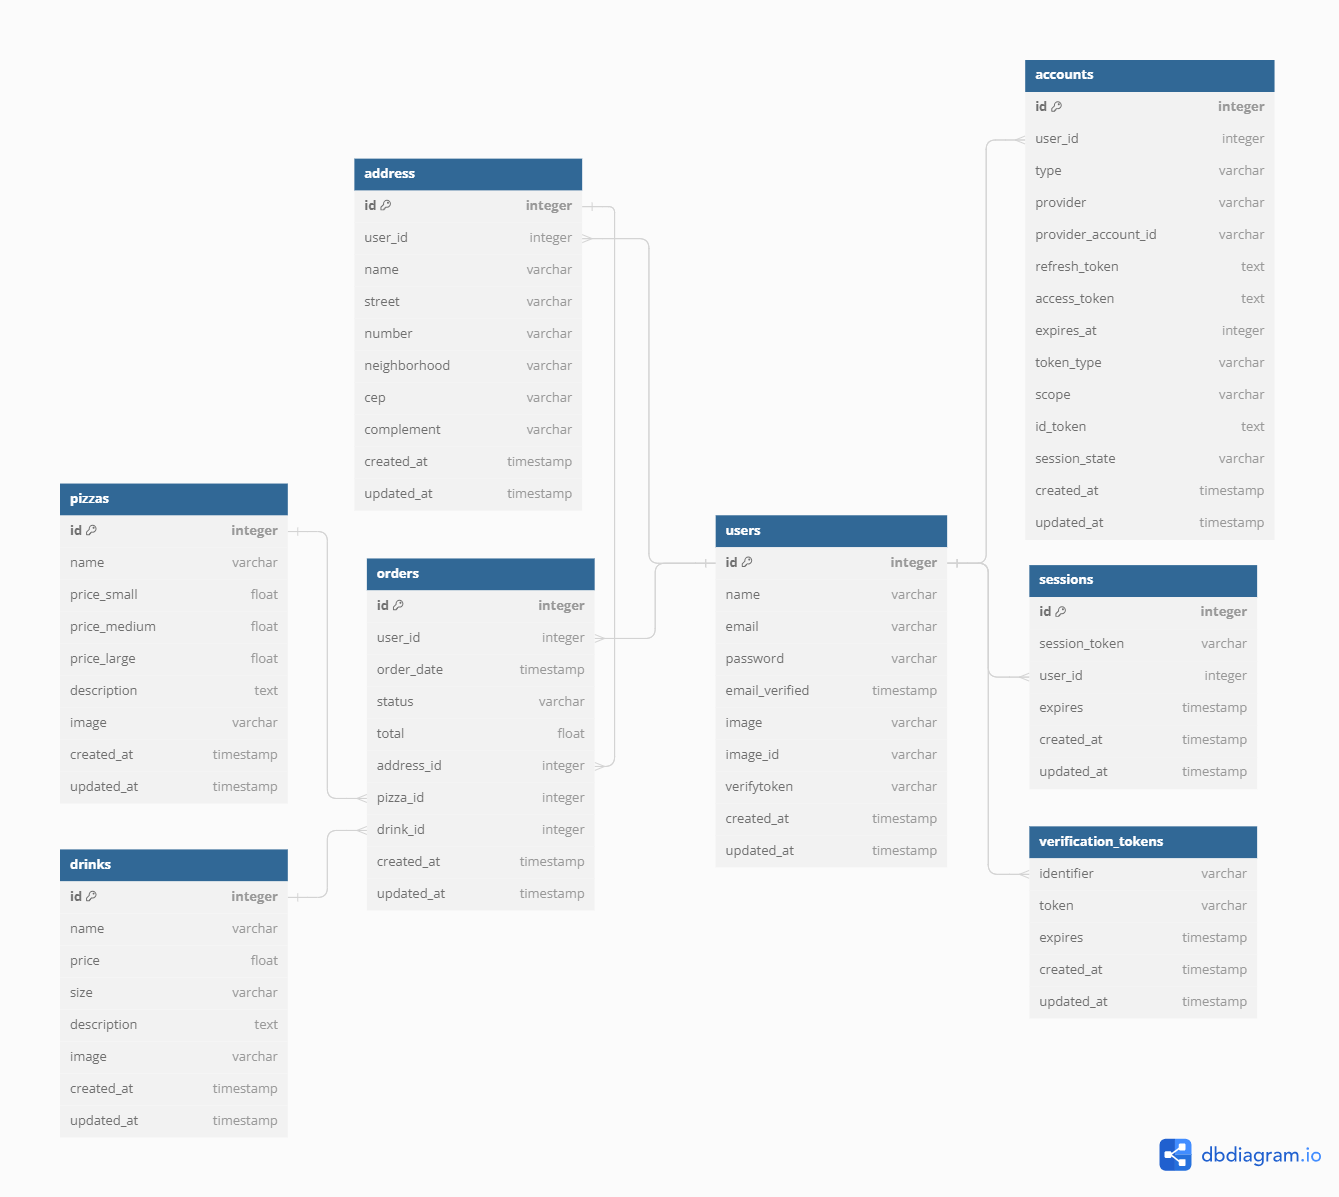 accounts
id integer
user_id integer
type varchar
provider varchar
provider_account_id varchar
refresh_token text
access_token text
expires_at integer
token_type varchar
scope varchar
id_token text
session_state varchar
created_at timestamp
updated_at timestamp
address
id integer
user_id integer
name varchar
street varchar
number varchar
neighborhood varchar
cep varchar
complement varchar
created_at timestamp
updated_at timestamp
pizzas
id integer
name varchar
price_small float
price_medium float
price_large float
description text
image varchar
created_at timestamp
updated_at timestamp
orders
id integer
user_id integer
order_date timestamp
status varchar
total float
address_id integer
pizza_id integer
drink_id integer
created_at timestamp
updated_at timestamp
users
id integer
name varchar
email varchar
password varchar
email_verified timestamp
image varchar
image_id varchar
verifytoken varchar
created_at timestamp
updated_at timestamp
sessions
id integer
session_token varchar
user_id integer
expires timestamp
created_at timestamp
updated_at timestamp
drinks
id integer
name varchar
price float
size varchar
description text
image varchar
created_at timestamp
updated_at timestamp
verification_tokens
identifier varchar
token varchar
expires timestamp
created_at timestamp
updated_at timestamp
dbdiagram.io